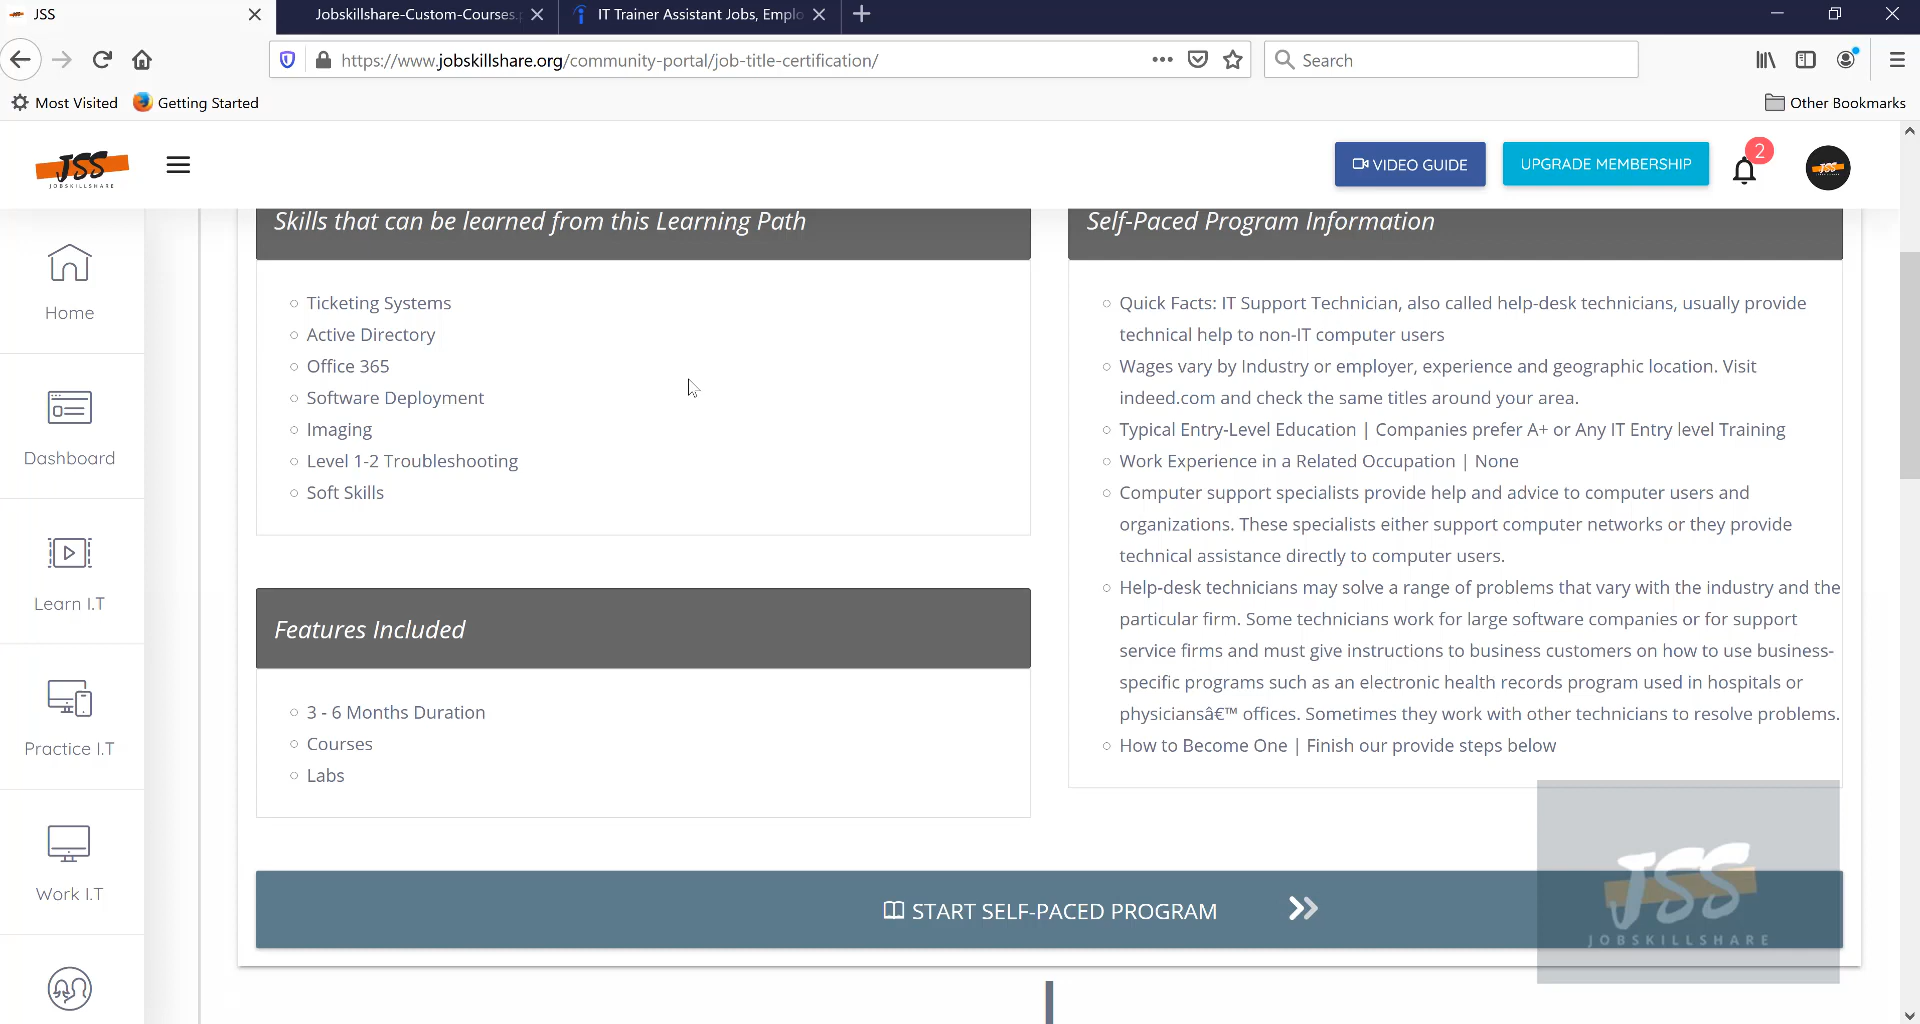 JSS
Jobskillshare-Custom-Courses.
IT Trainer Assistant Jobs, Emplo
https://www.jobskillshare.org/community-portal/job-title-certification/
Search
Most Visited
Getting Started
Other Bookmarks
JSS
JOBSKILLSHARE
VIDEO GUIDE
UPGRADE MEMBERSHIP
2
Home
Dashboard
Learn I.T
Practice I.T
Work I.T
Skills that can be learned from this Learning Path
Ticketing Systems
Active Directory
Office 365
Software Deployment
Imaging
Level 1-2 Troubleshooting
Soft Skills
Features Included
3 - 6 Months Duration
Courses
Labs
Self-Paced Program Information
Quick Facts: IT Support Technician, also called help-desk technicians, usually provide
technical help to non-IT computer users
Wages vary by Industry or employer, experience and geographic location. Visit
indeed.com and check the same titles around your area.
Typical Entry-Level Education | Companies prefer A+ or Any IT Entry level Training
Work Experience in a Related Occupation | None
Computer support specialists provide help and advice to computer users and
organizations. These specialists either support computer networks or they provide
technical assistance directly to computer users.
Help-desk technicians may solve a range of problems that vary with the industry and the
particular firm. Some technicians work for large software companies or for support
service firms and must give instructions to business customers on how to use business-
specific programs such as an electronic health records program used in hospitals or
physiciansâ€™ offices. Sometimes they work with other technicians to resolve problems.
How to Become One | Finish our provide steps below
START SELF-PACED PROGRAM
JSS
JOBSKILLSHARE